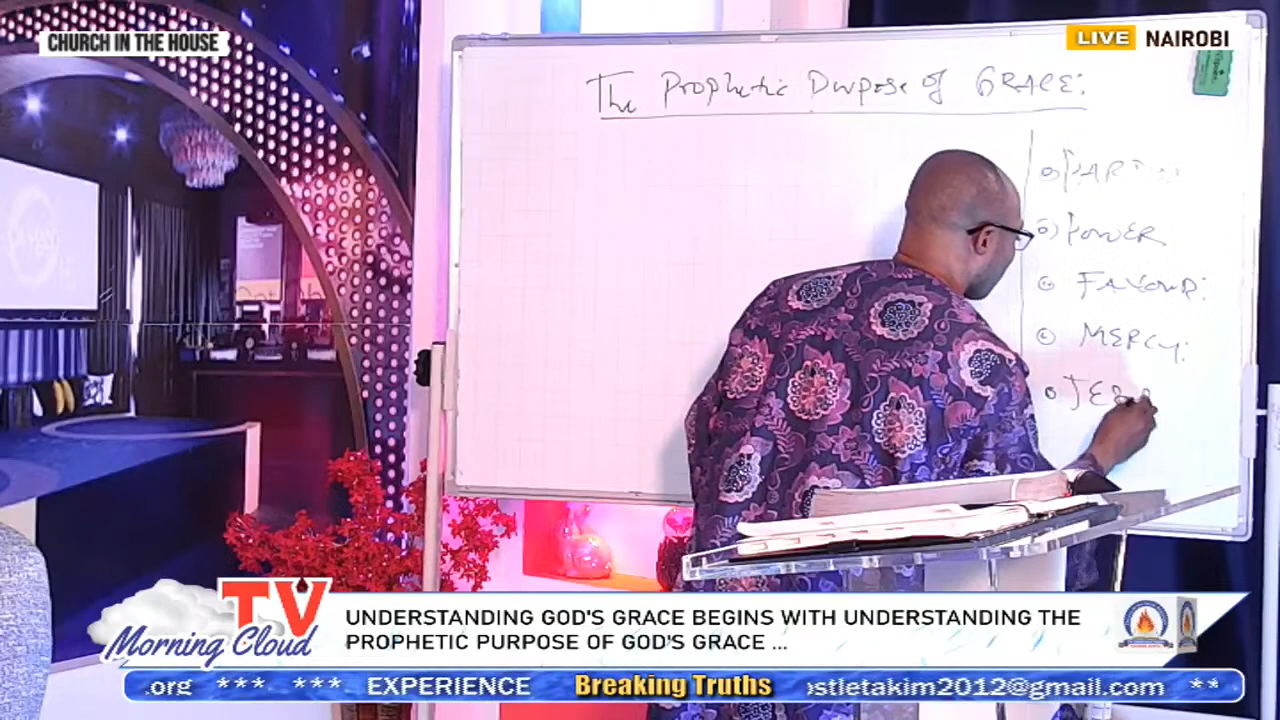 CHURCH IN THE HOUSE
LIVE NAIROBI
The Prophetic Purpose of GRACE:
POWER
FAVOUR:
MERCY:
TV
Morning Cloud
UNDERSTANDING GOD'S GRACE BEGINS WITH UNDERSTANDING THE
PROPHETIC PURPOSE OF GOD'S GRACE ...
.org *** *** EXPERIENCE Breaking Truths ostletakim2012@gmail.com **